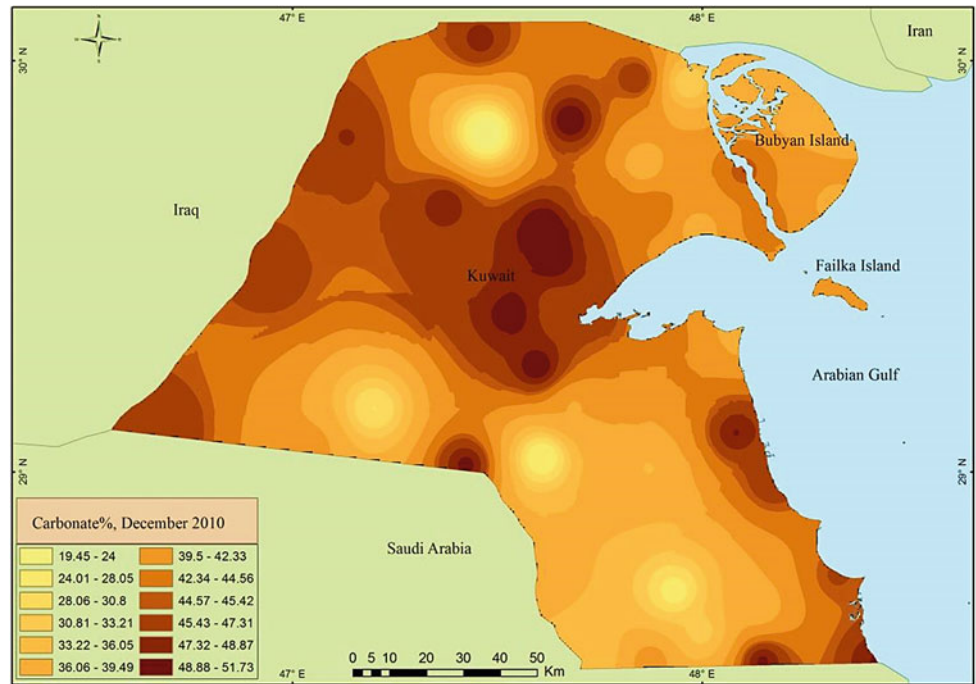 47° E
48° E
Iran
30° N
30° N
Bubyan Island
Iraq
Failka Island
Kuwait
Arabian Gulf
29° N
29° N
Carbonate%, December 2010
19.45 - 24
39.5 - 42.33
24.01 - 28.05
42.34 - 44.56
28.06 - 30.8
44.57 - 45.42
30.81 - 33.21
45.43 - 47.31
33.22 - 36.05
47.32 - 48.87
36.06 - 39.49
48.88 - 51.73
Saudi Arabia
0 5 10 20 30 40 50
Km
47° E
48° E